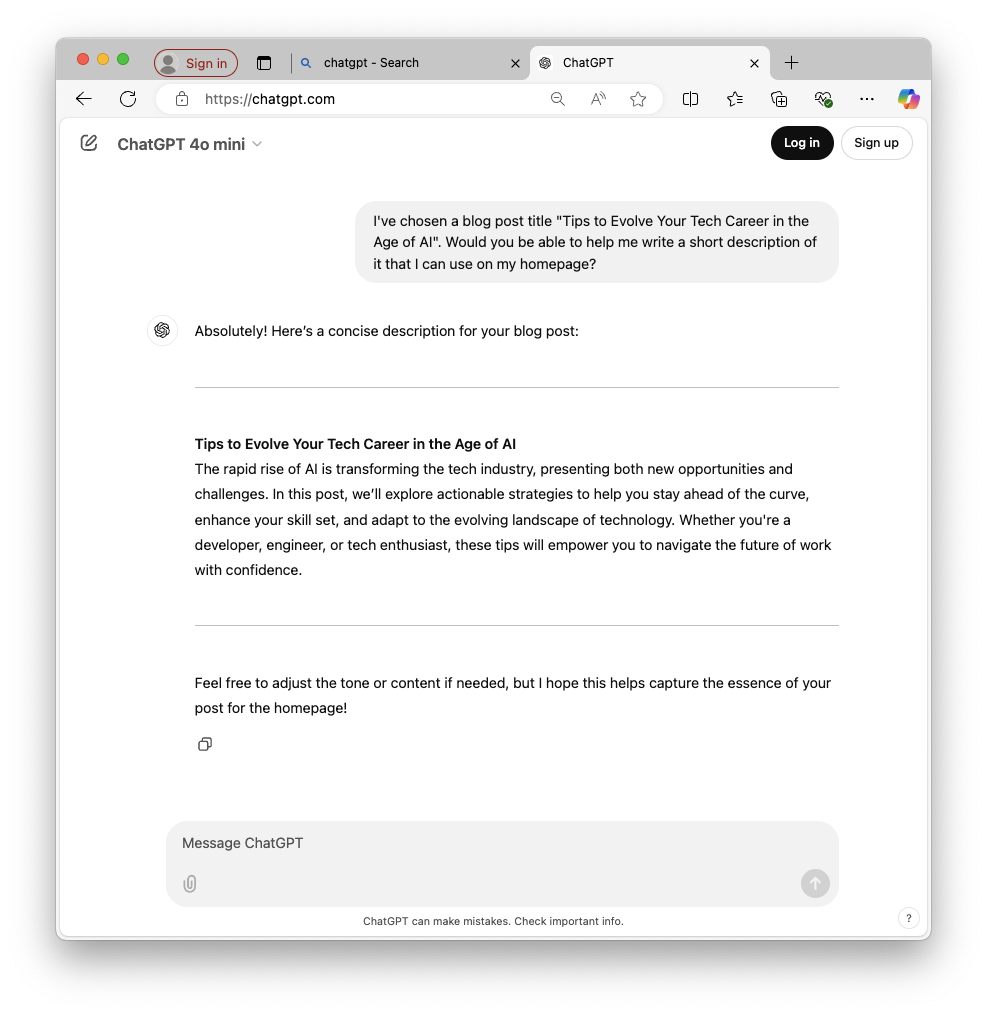 Sign in
chatgpt - Search
ChatGPT
https://chatgpt.com
ChatGPT 4o mini
Log in
Sign up
I've chosen a blog post title "Tips to Evolve Your Tech Career in the
Age of AI". Would you be able to help me write a short description of
it that I can use on my homepage?
Absolutely! Here’s a concise description for your blog post:
Tips to Evolve Your Tech Career in the Age of AI
The rapid rise of AI is transforming the tech industry, presenting both new opportunities and
challenges. In this post, we’ll explore actionable strategies to help you stay ahead of the curve,
enhance your skill set, and adapt to the evolving landscape of technology. Whether you're a
developer, engineer, or tech enthusiast, these tips will empower you to navigate the future of work
with confidence.
Feel free to adjust the tone or content if needed, but I hope this helps capture the essence of your
post for the homepage!
Message ChatGPT
ChatGPT can make mistakes. Check important info.
?